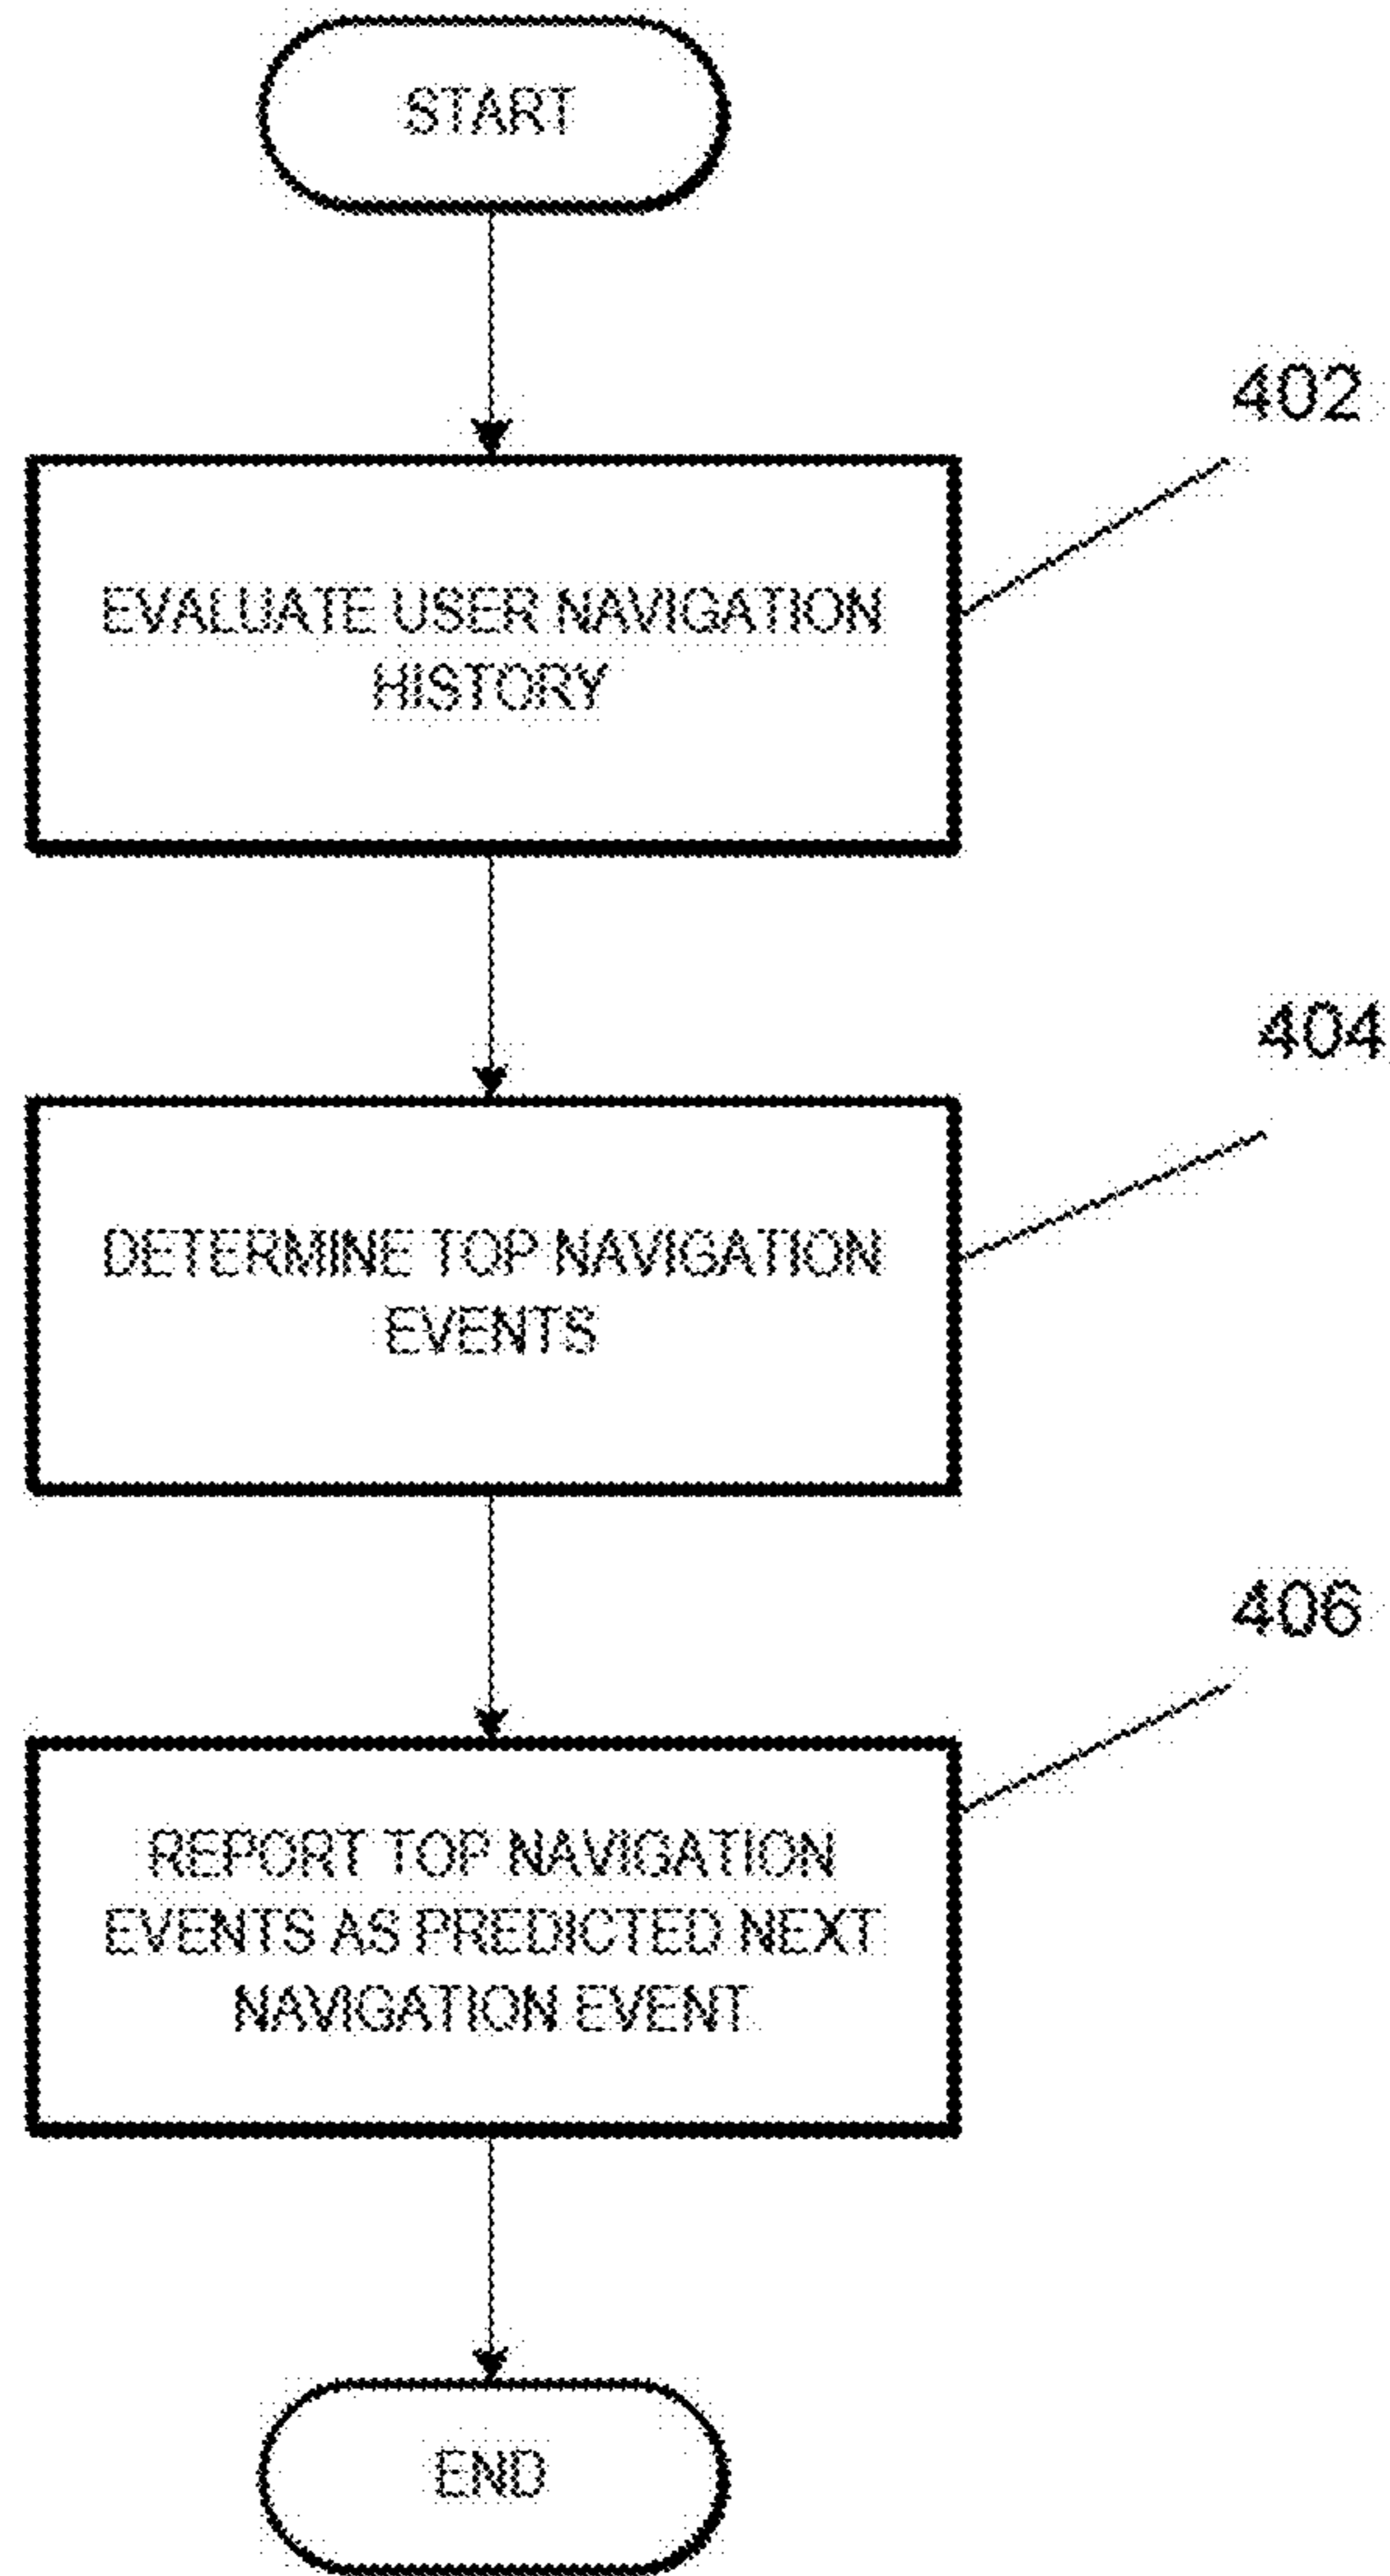 START
402
EVALUATE USER NAVIGATION
HISTORY
404
DETERMINE TOP NAVIGATION
EVENTS
406
REPORT TOP NAVIGATION
EVENTS AS PREDICTED NEXT
NAVIGATION EVENT
END